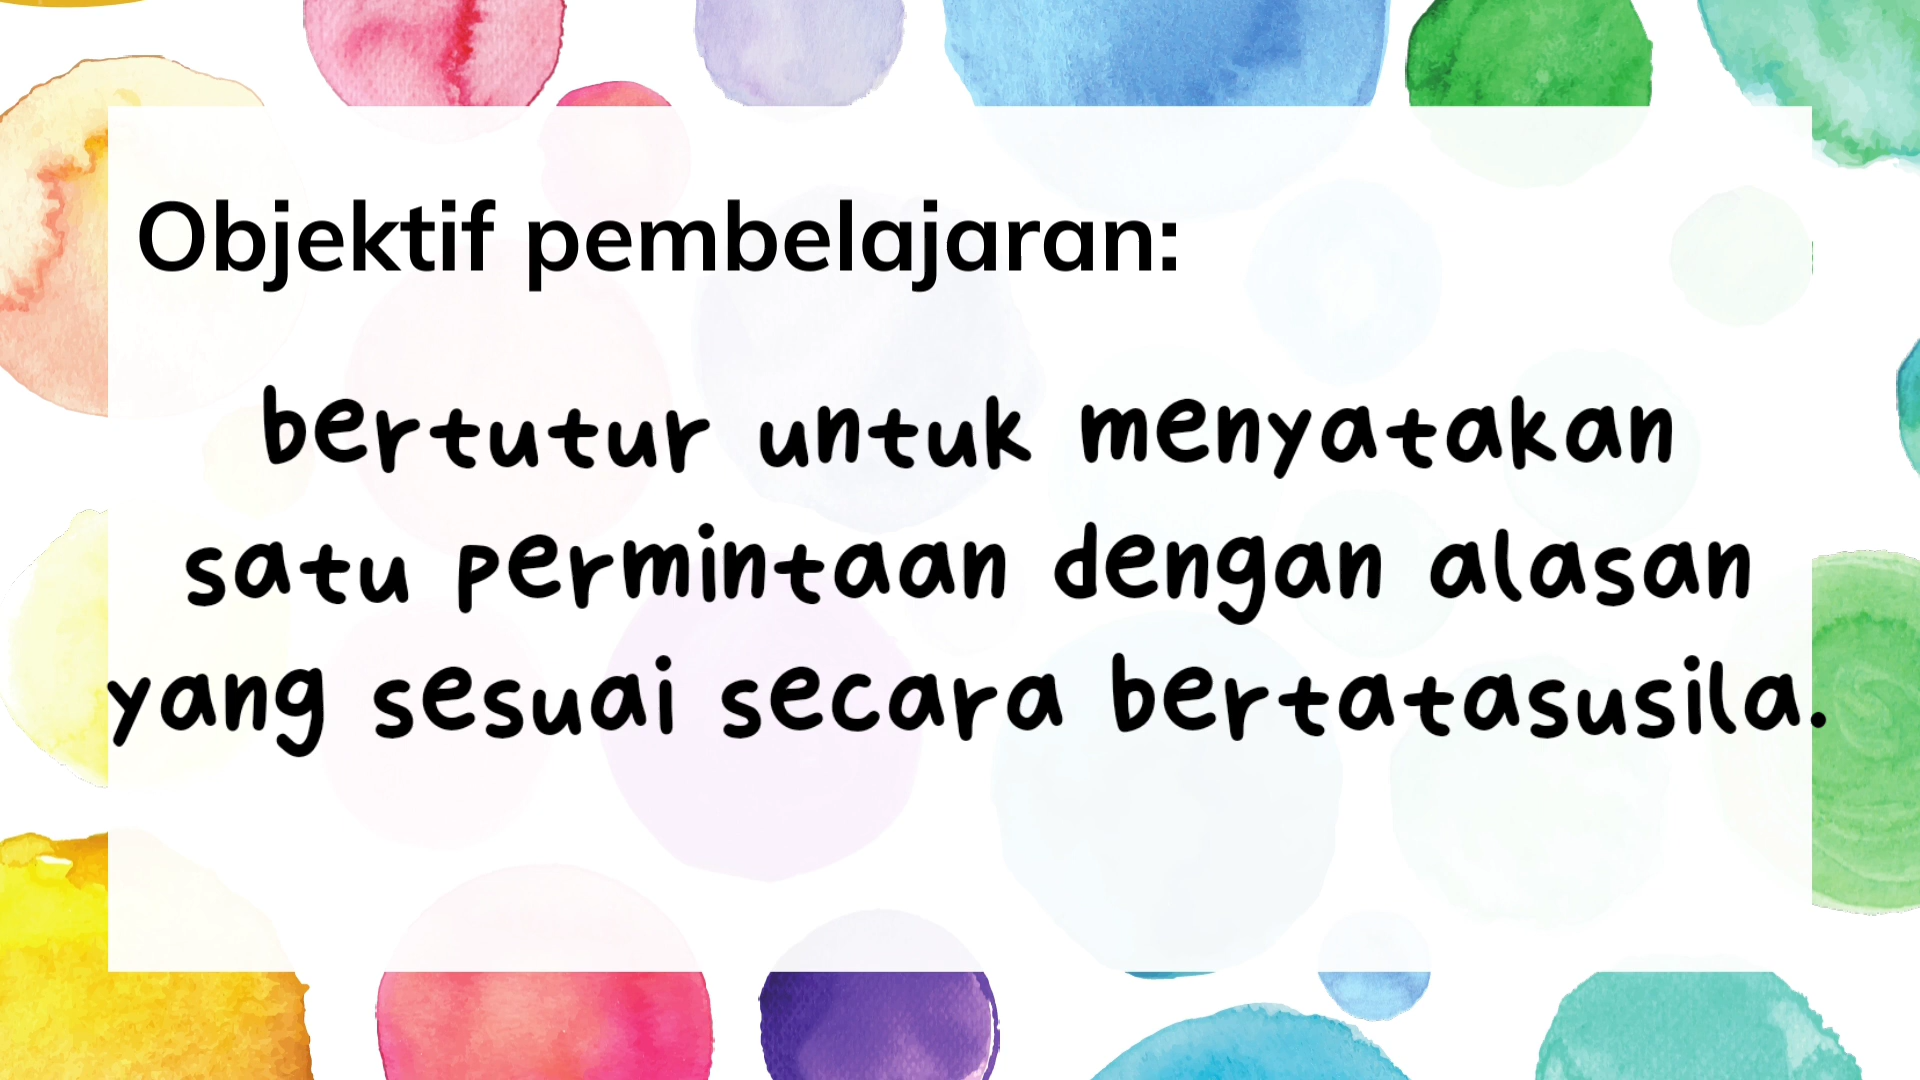 Objektif pembelajaran:
bertutur untuk menyatakan
satu permintaan dengan alasan
yang sesuai secara bertatasusila.